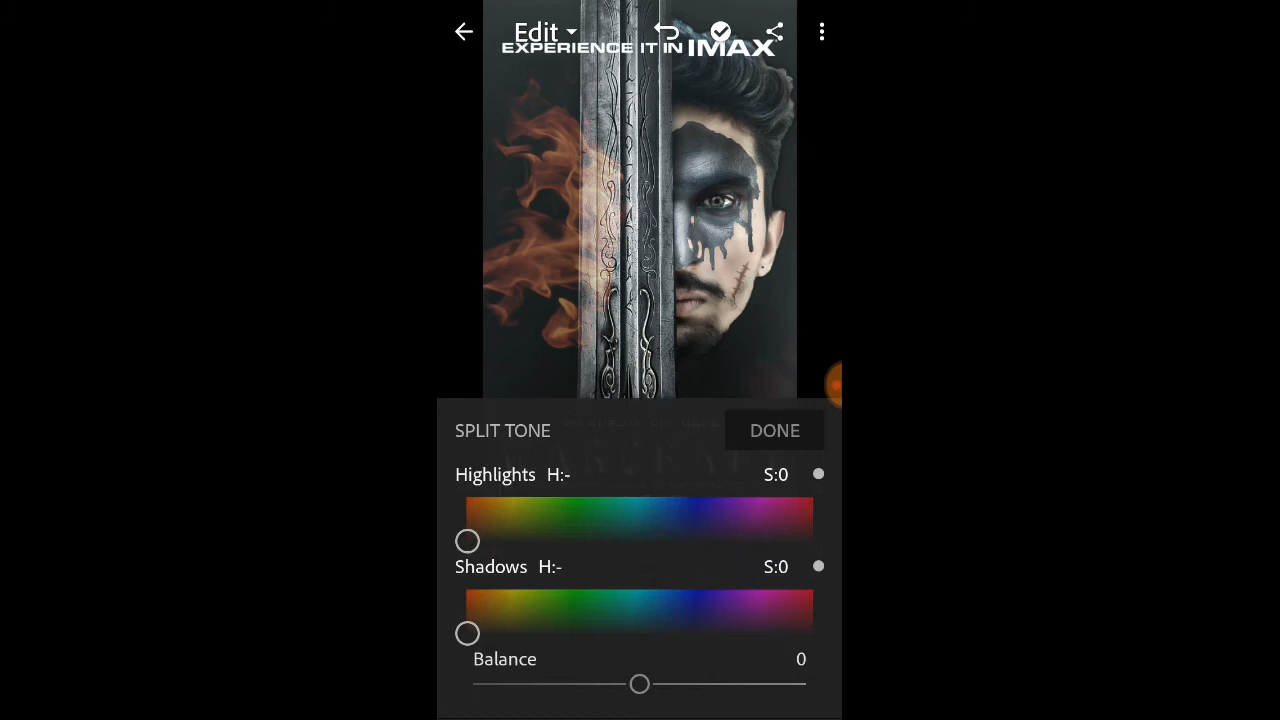 Edit
EXPERIENCE IT IN IMAX
SPLIT TONE
DONE
Highlights H:- S:0
Shadows H:- S:0
Balance 0